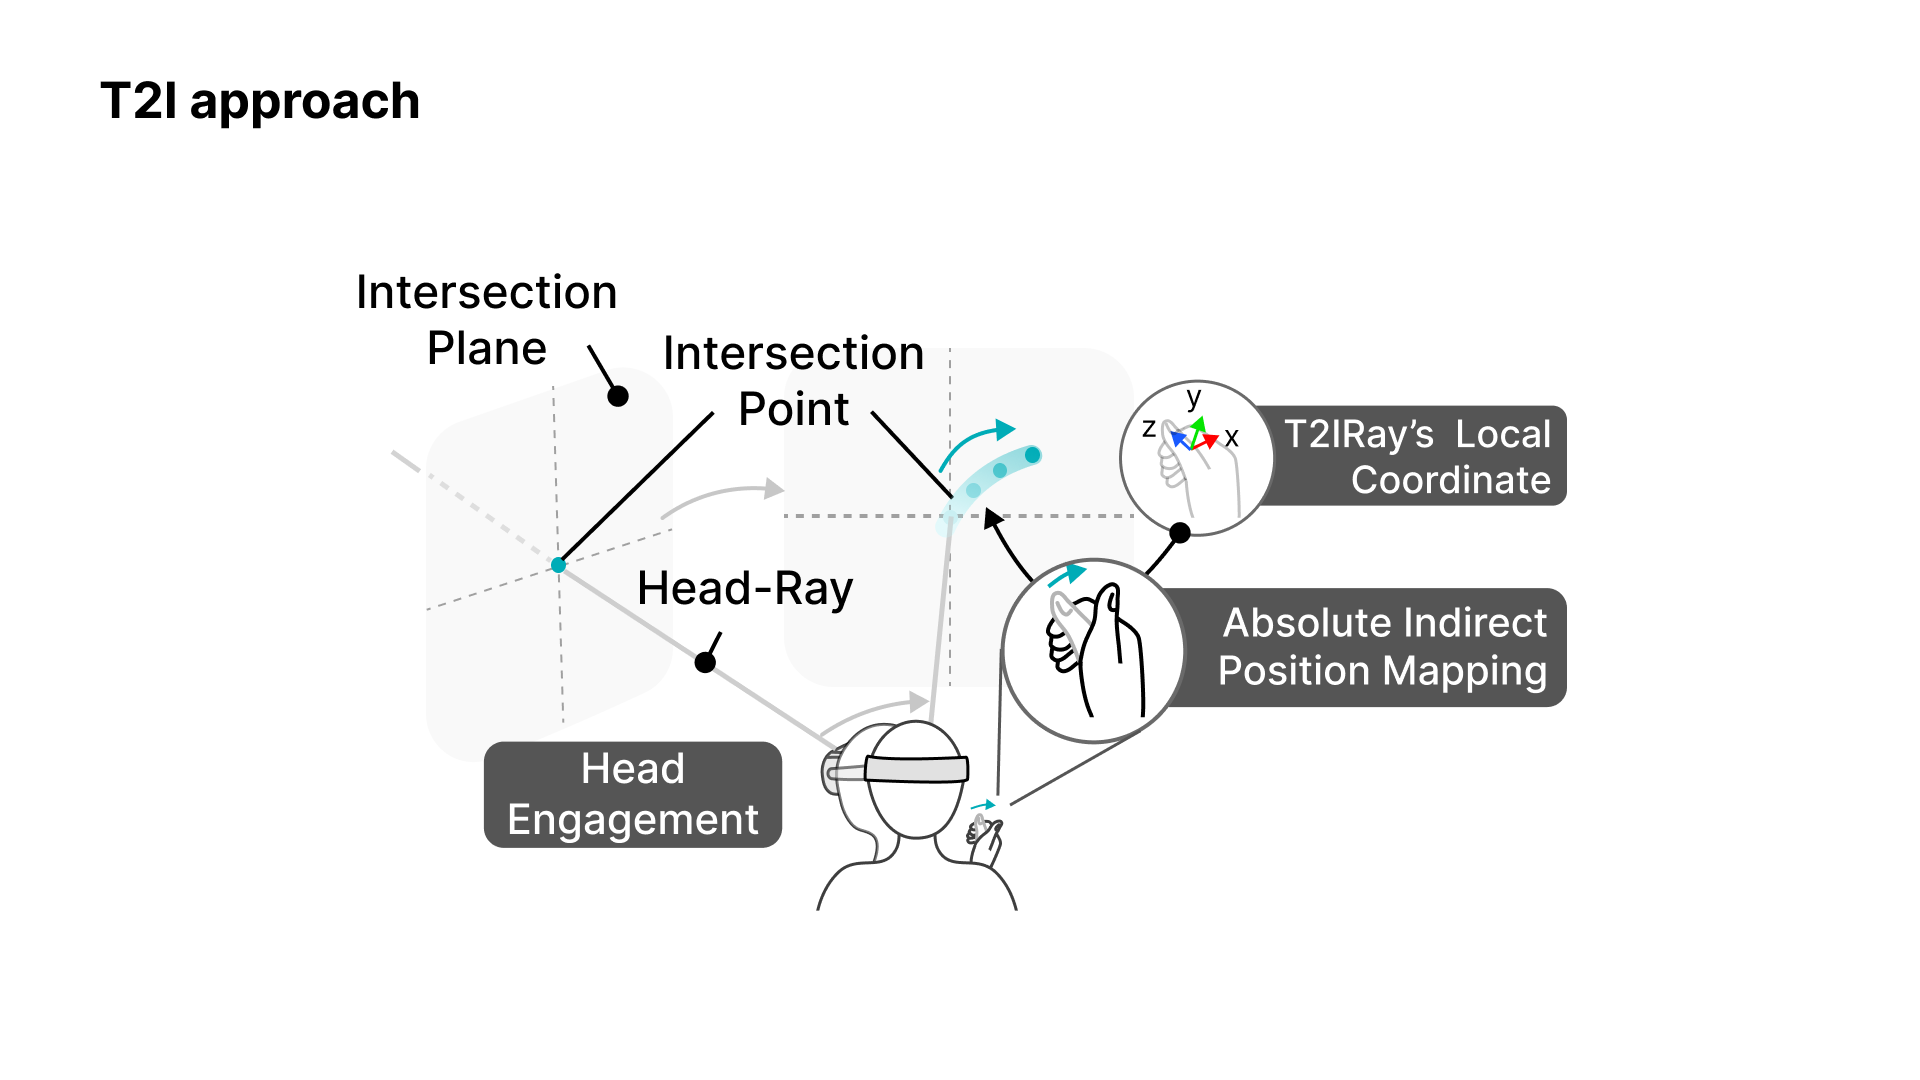 T2I approach
Intersection
Plane
Intersection
Point
Head-Ray
y
z
x
T2IRay's Local
Coordinate
Absolute Indirect
Position Mapping
Head
Engagement